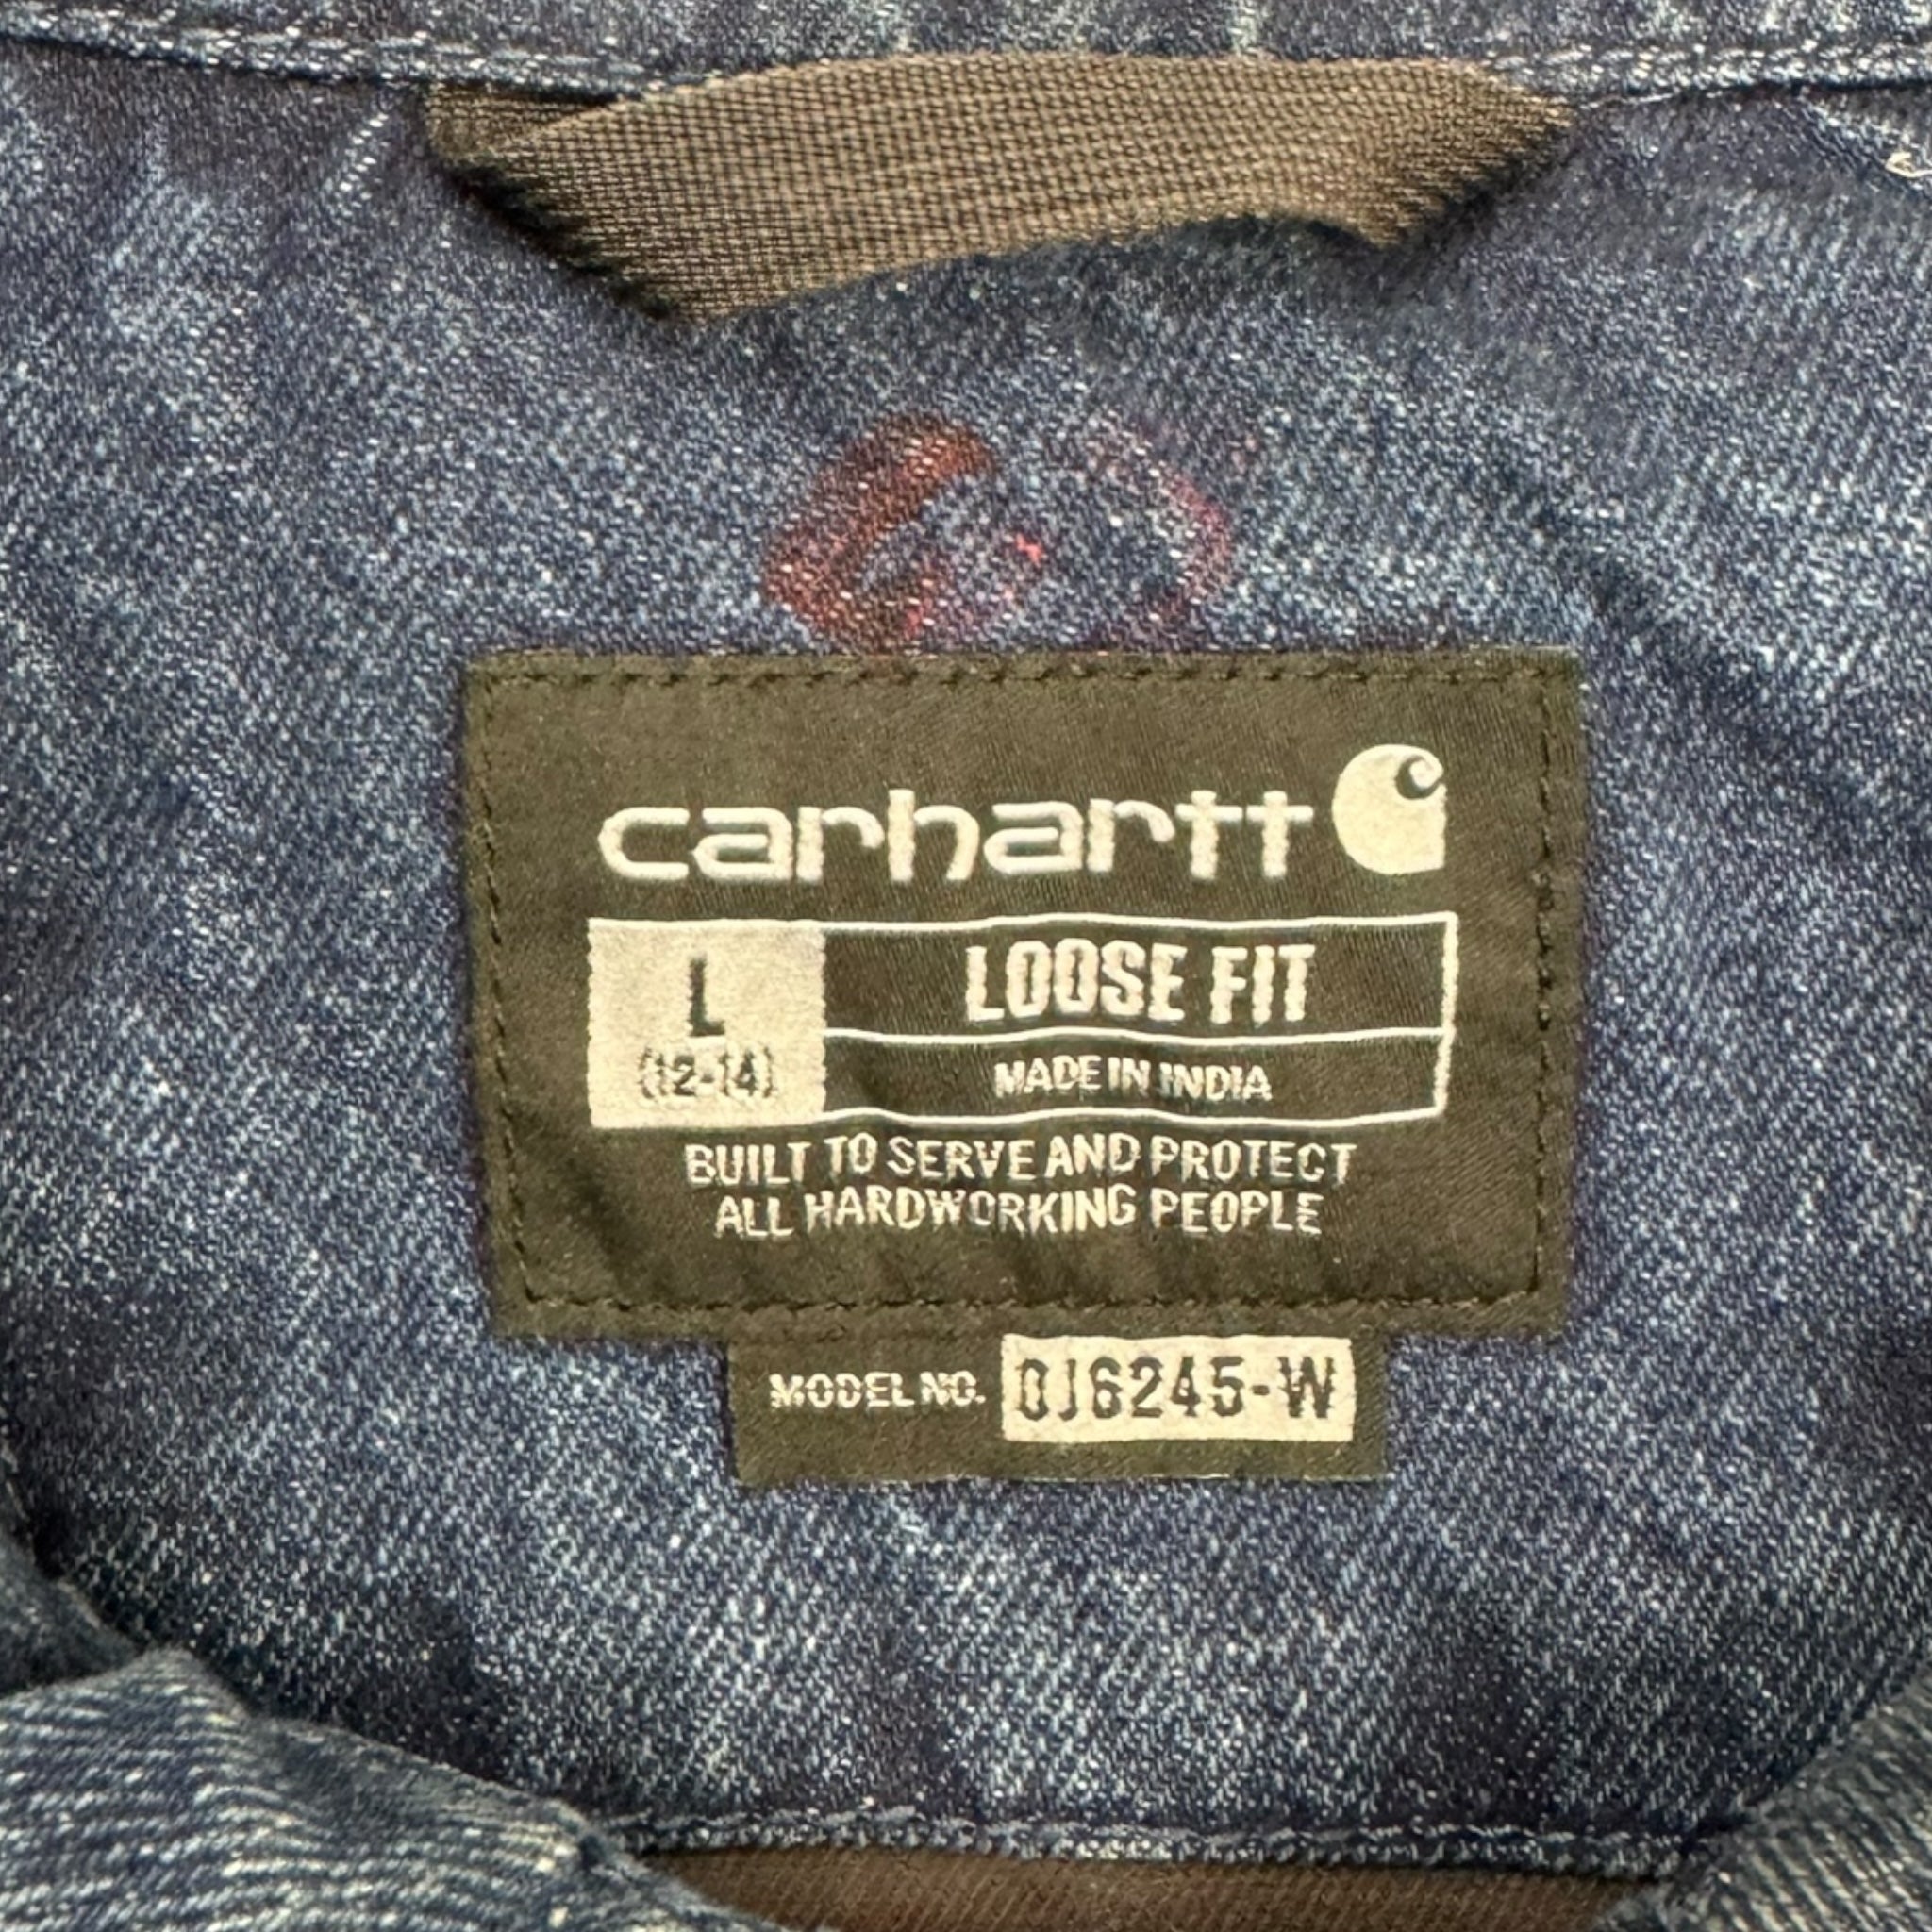 carhartt
L
(12-14)
LOOSE FIT
MADE IN INDIA
BUILT TO SERVE AND PROTECT
ALL HARDWORKING PEOPLE
MODEL NO. OJ6245-W